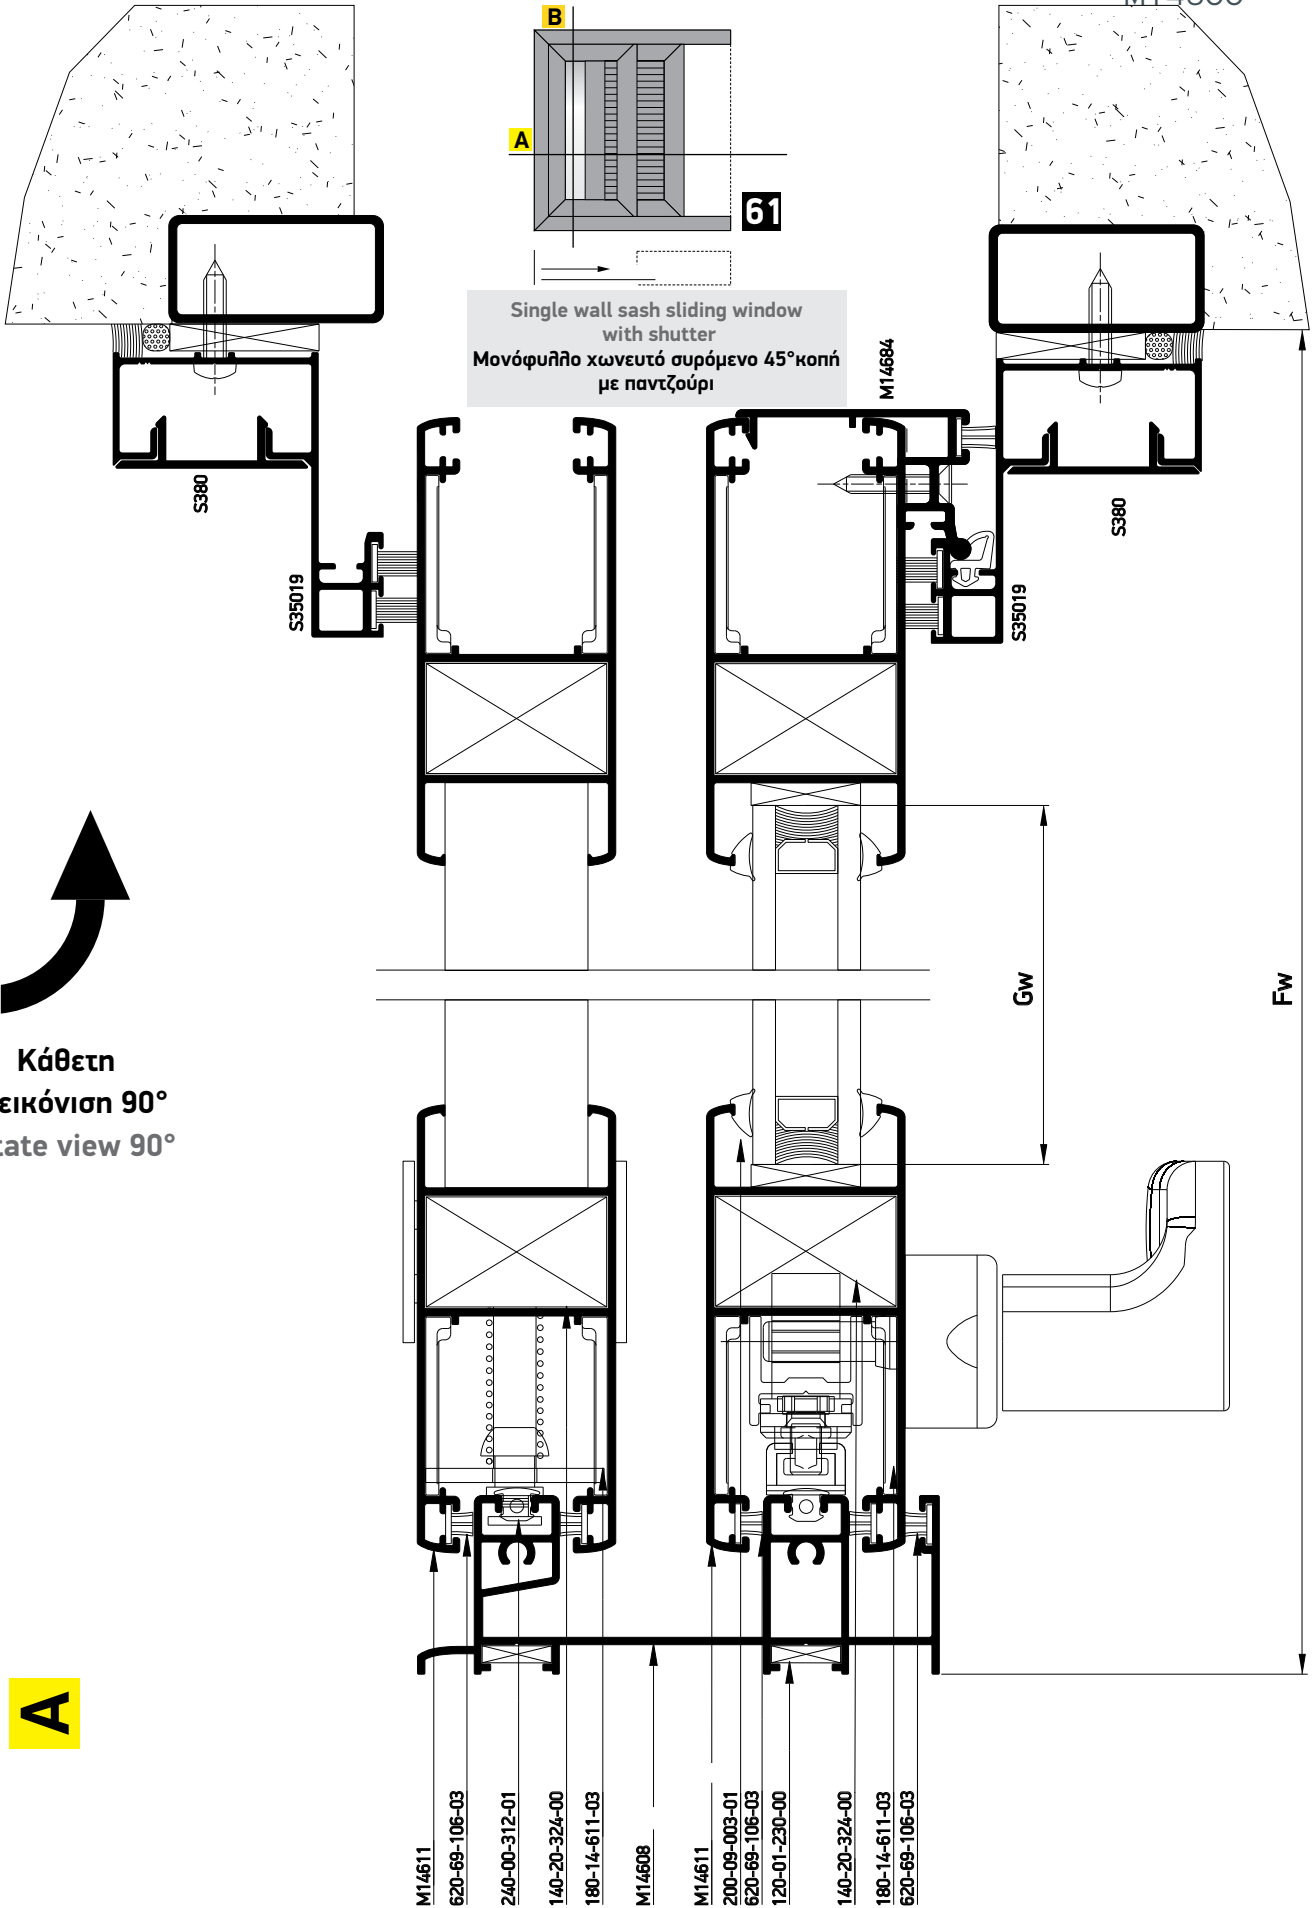 B
A
61
Single wall sash sliding window
with shutter
Μονόφυλλο χωνευτό συρόμενο 45°κοπή
με παντζούρι
M14684
S380
S380
S35019
S35019
Gw
Fw
Κάθετη
εικόνιση 90°
tate view 90°
A
M14611
620-69-106-03
240-00-312-01
140-20-324-00
180-14-611-03
M14608
M14611
200-09-003-01
620-69-106-03
120-01-230-00
140-20-324-00
180-14-611-03
620-69-106-03